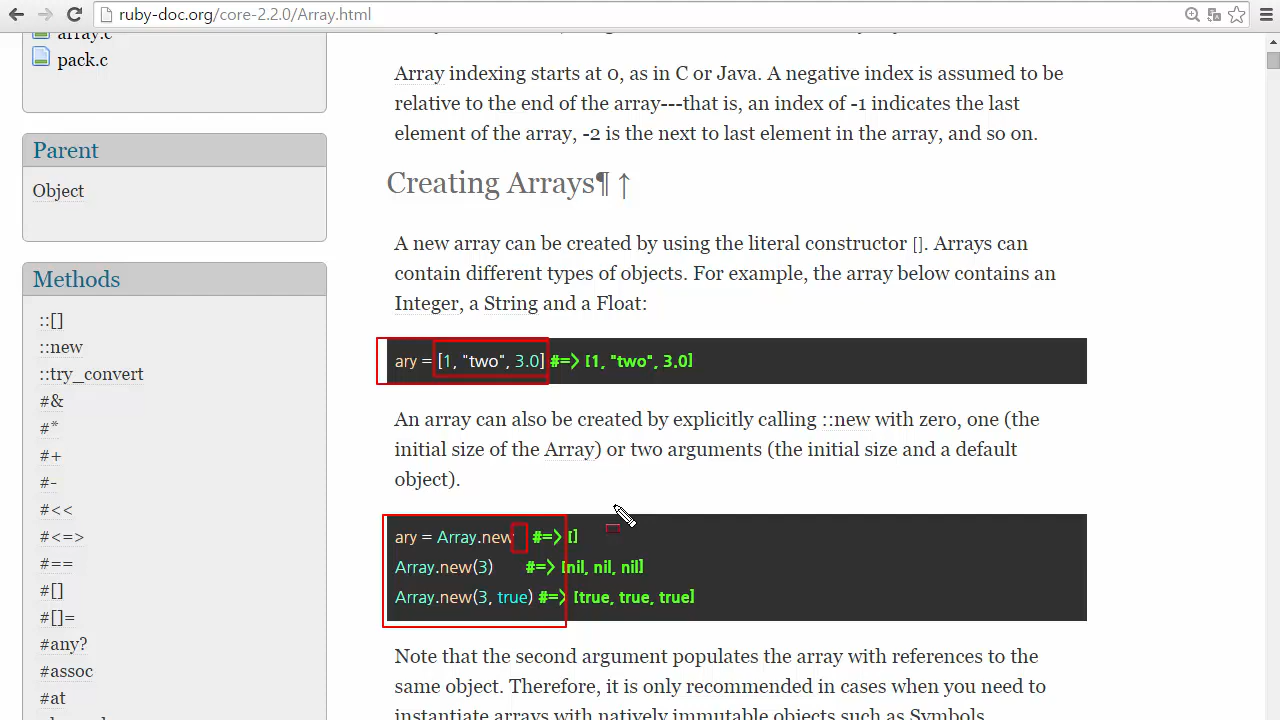 ruby-doc.org/core-2.2.0/Array.html
array.c
pack.c
Parent
Object
Methods
::[]
::new
::try_convert
#&
#*
#+
#-
#<<
#<=>
#==
#[]
#[]=
#any?
#assoc
#at
Array indexing starts at 0, as in C or Java. A negative index is assumed to be
relative to the end of the array---that is, an index of -1 indicates the last
element of the array, -2 is the next to last element in the array, and so on.
Creating Arrays¶ ↑
A new array can be created by using the literal constructor []. Arrays can
contain different types of objects. For example, the array below contains an
Integer, a String and a Float:
ary = [1, "two", 3.0] #=> [1, "two", 3.0]
An array can also be created by explicitly calling ::new with zero, one (the
initial size of the Array) or two arguments (the initial size and a default
object).
ary = Array.new #=> []
Array.new(3) #=> [nil, nil, nil]
Array.new(3, true) #=> [true, true, true]
Note that the second argument populates the array with references to the
same object. Therefore, it is only recommended in cases when you need to
instantiate arrays with natively immutable objects such as Symbols,